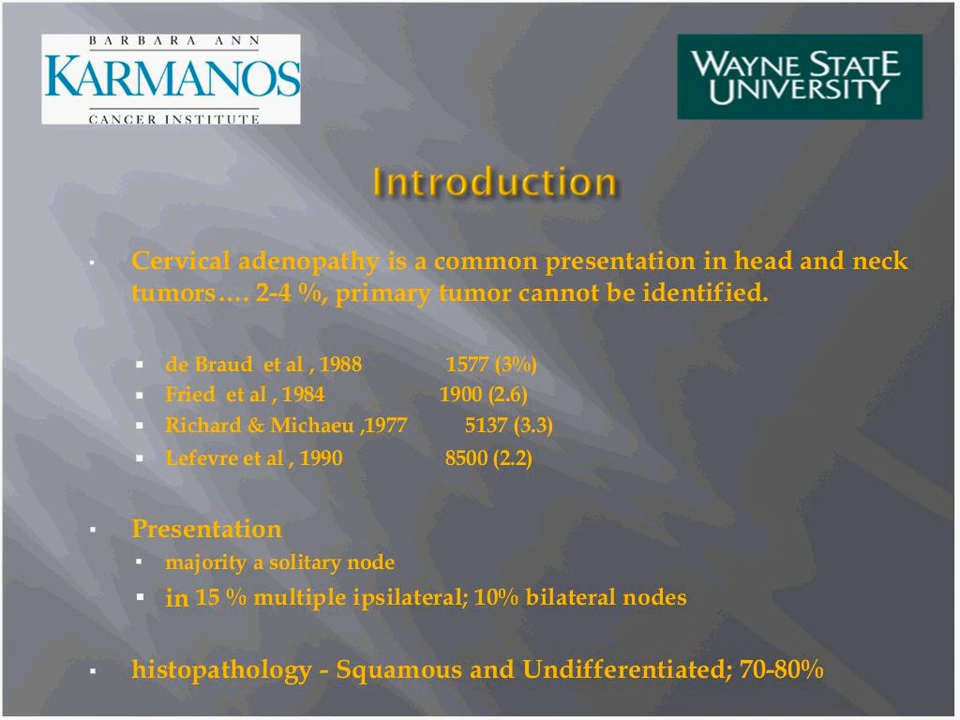 BARBARA ANN
KARMANOS
CANCER INSTITUTE
WAYNE STATE
UNIVERSITY
Introduction
Cervical adenopathy is a common presentation in head and neck
tumors…. 2-4 %, primary tumor cannot be identified.
de Braud et al , 1988 1577 (3%)
Fried et al , 1984 1900 (2.6)
Richard & Michaeu ,1977 5137 (3.3)
Lefevre et al , 1990 8500 (2.2)
Presentation
majority a solitary node
in 15 % multiple ipsilateral; 10% bilateral nodes
histopathology - Squamous and Undifferentiated; 70-80%